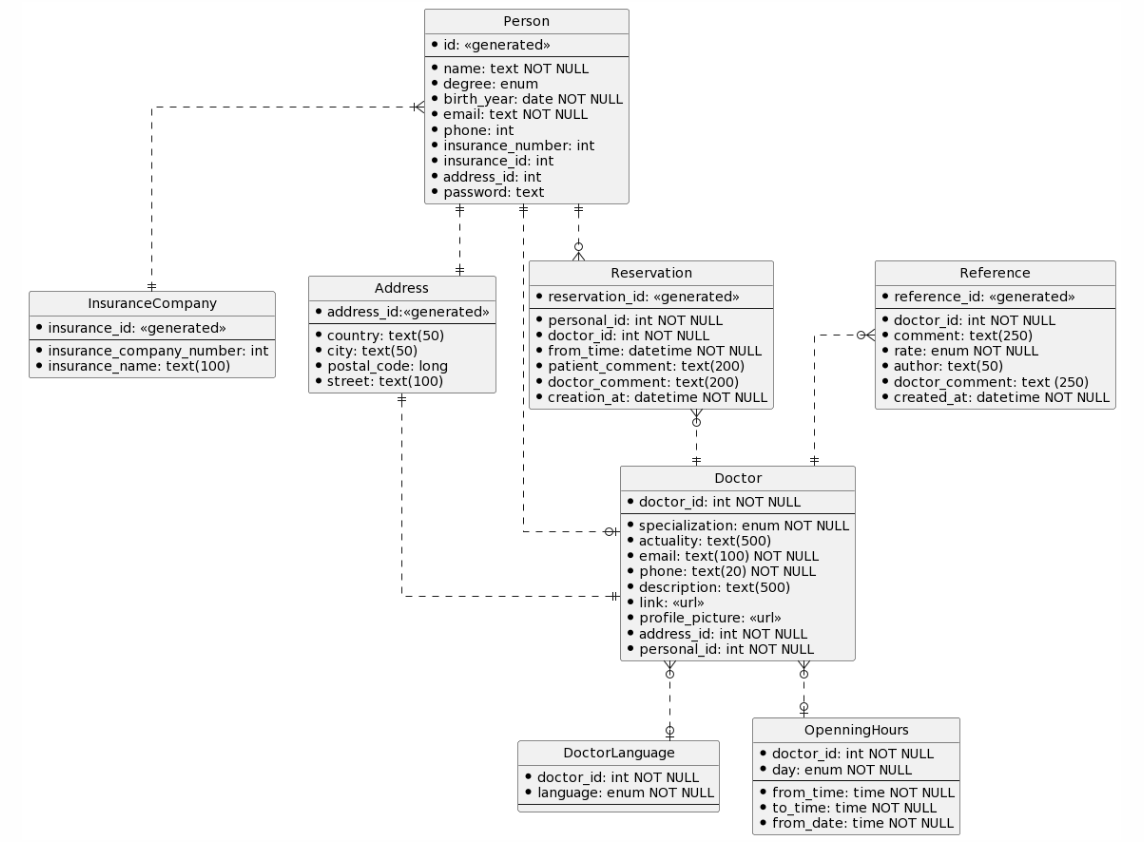 Person
id: «generated»
name: text NOT NULL
degree: enum
birth_year: date NOT NULL
email: text NOT NULL
phone: int
insurance_number: int
insurance_id: int
address_id: int
password: text
InsuranceCompany
insurance_id: «generated»
insurance_company_number: int
insurance_name: text(100)
Address
address_id:«generated»
country: text(50)
city: text(50)
postal_code: long
street: text(100)
Reservation
reservation_id: «generated»
personal_id: int NOT NULL
doctor_id: int NOT NULL
from_time: datetime NOT NULL
patient_comment: text(200)
doctor_comment: text(200)
creation_at: datetime NOT NULL
Reference
reference_id: «generated»
doctor_id: int NOT NULL
comment: text(250)
rate: enum NOT NULL
author: text(50)
doctor_comment: text (250)
created_at: datetime NOT NULL
Doctor
doctor_id: int NOT NULL
specialization: enum NOT NULL
actuality: text(500)
email: text(100) NOT NULL
phone: text(20) NOT NULL
description: text(500)
link: «url»
profile_picture: «url»
address_id: int NOT NULL
personal_id: int NOT NULL
DoctorLanguage
doctor_id: int NOT NULL
language: enum NOT NULL
OpenningHours
doctor_id: int NOT NULL
day: enum NOT NULL
from_time: time NOT NULL
to_time: time NOT NULL
from_date: time NOT NULL